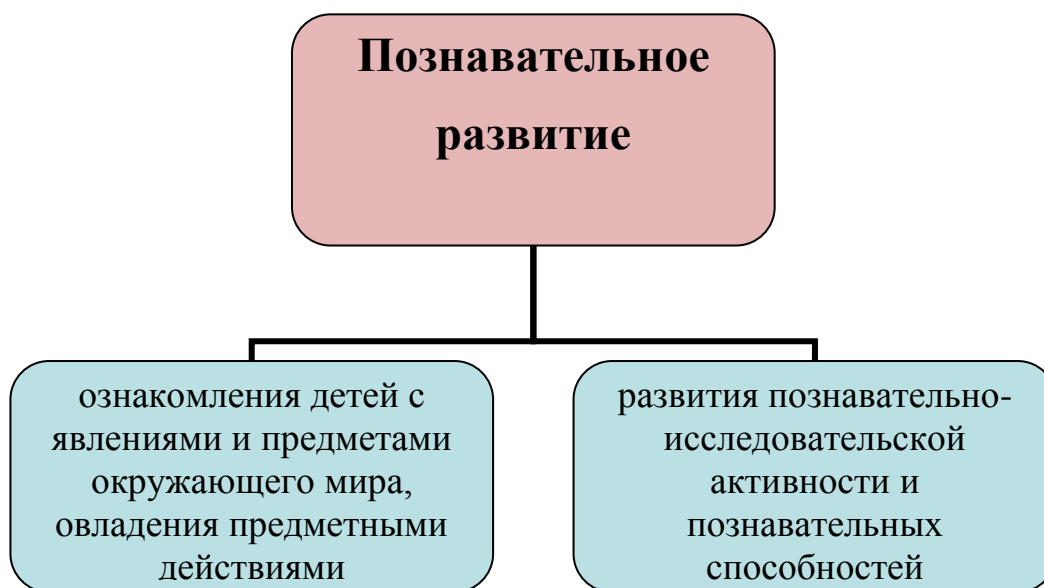 Познавательное
развитие
ознакомления детей с
явлениями и предметами
окружающего мира,
овладения предметными
действиями
развития познавательно-
исследовательской
активности и
познавательных
способностей